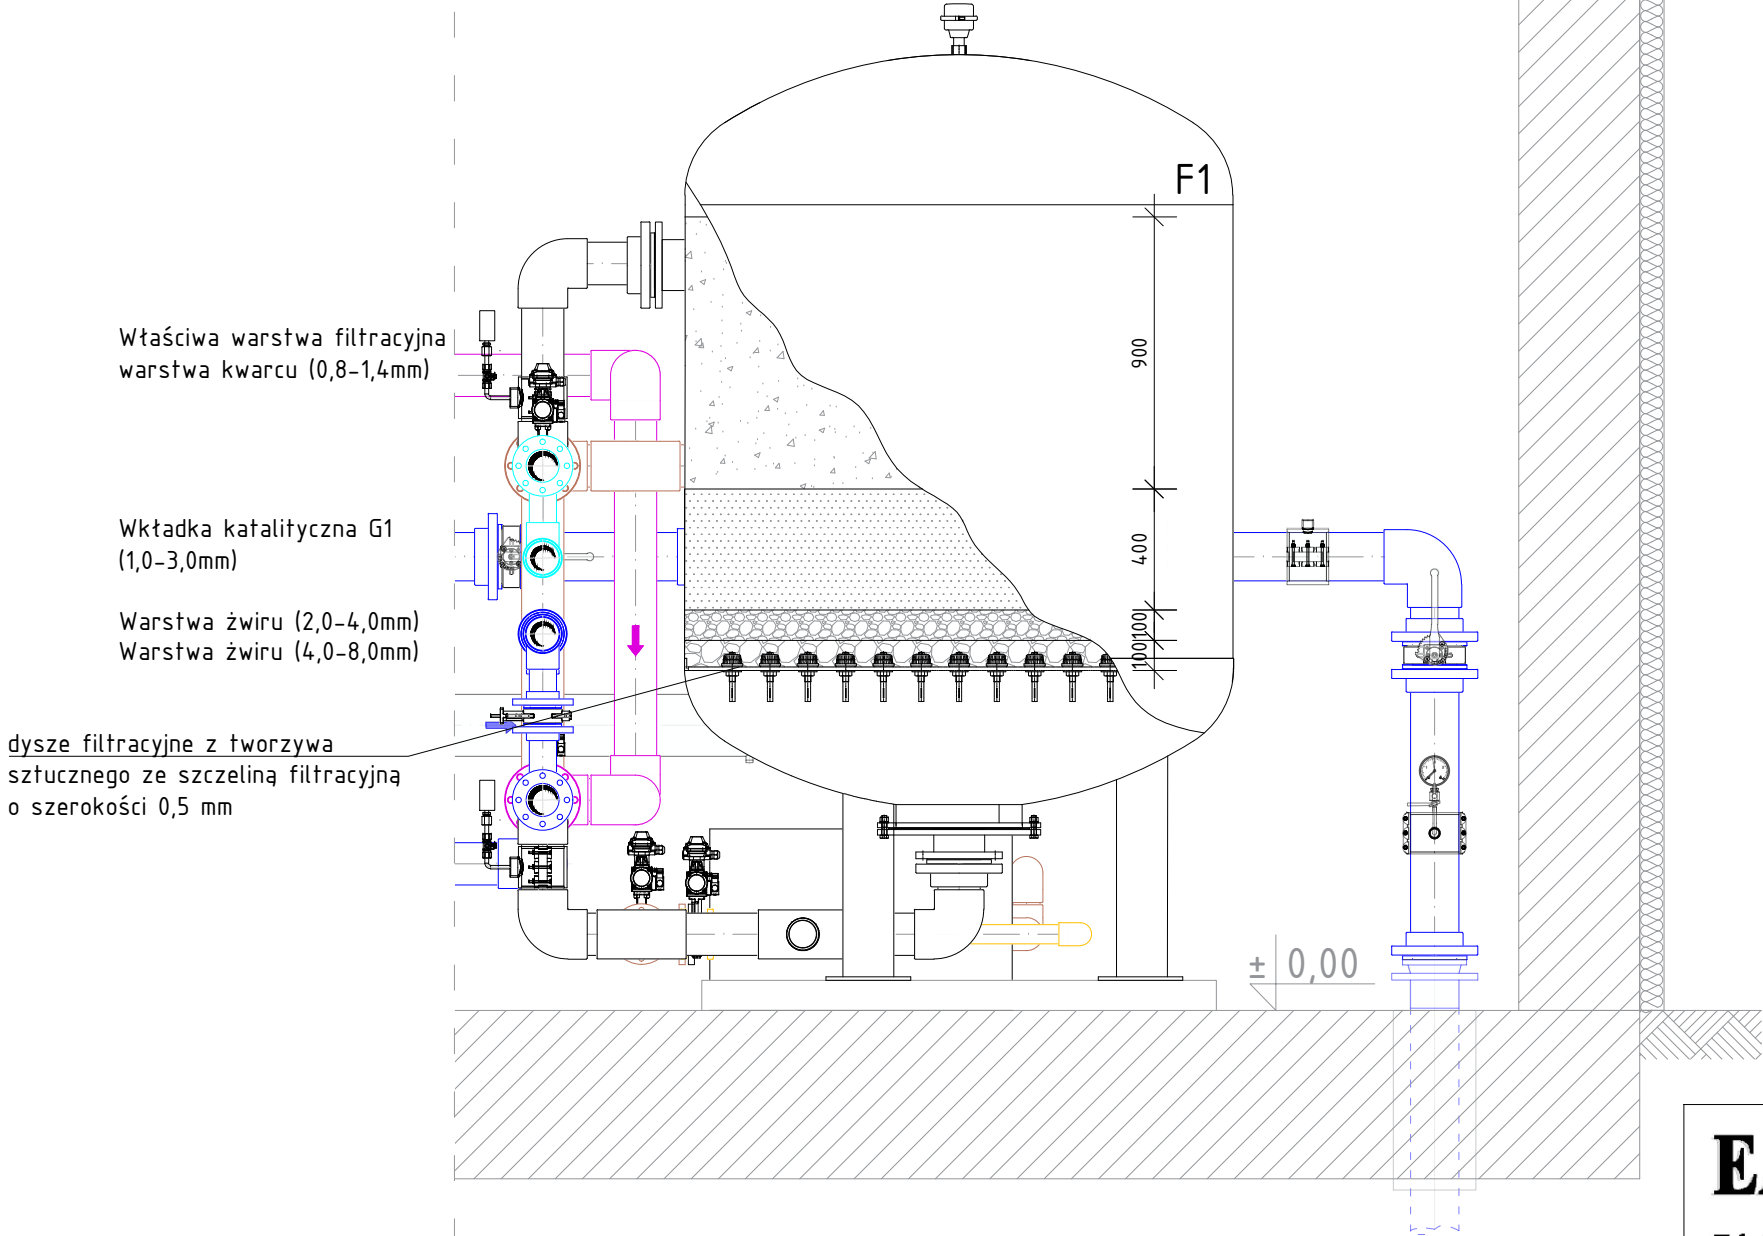 F1
900
Właściwa warstwa filtracyjna
warstwa kwarcu (0,8-1,4mm)
Wkładka katalityczna G1
(1,0-3,0mm)
400
Warstwa żwiru (2,0-4,0mm)
Warstwa żwiru (4,0-8,0mm)
100
100
dysze filtracyjne z tworzywa
sztucznego ze szczeliną filtracyjną
o szerokości 0,5 mm
± 0,00